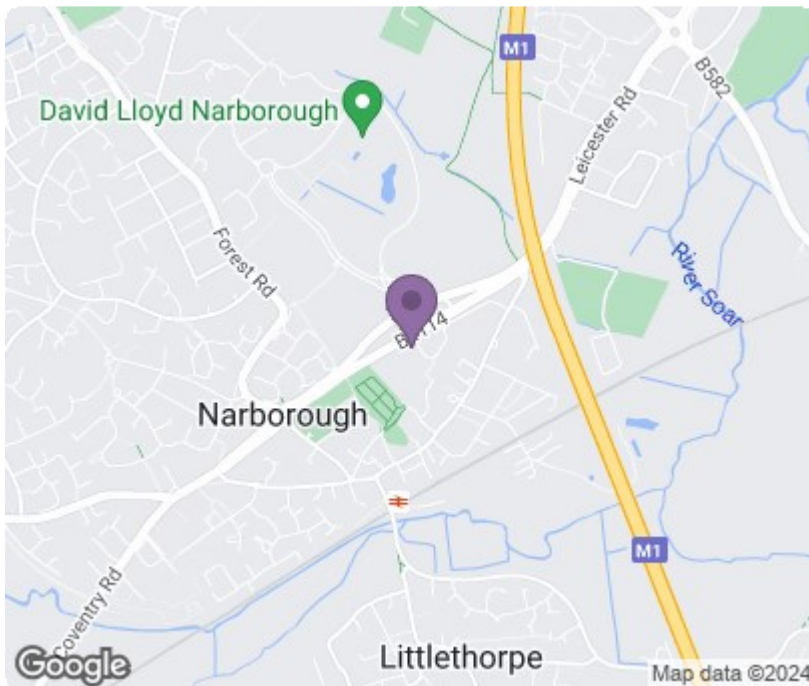 M1
B582
David Lloyd Narborough
Leicester Rd
Forest Rd
River Soar
Narborough
M1
Coventry Rd
Littlethorpe
Google
Map data ©2024